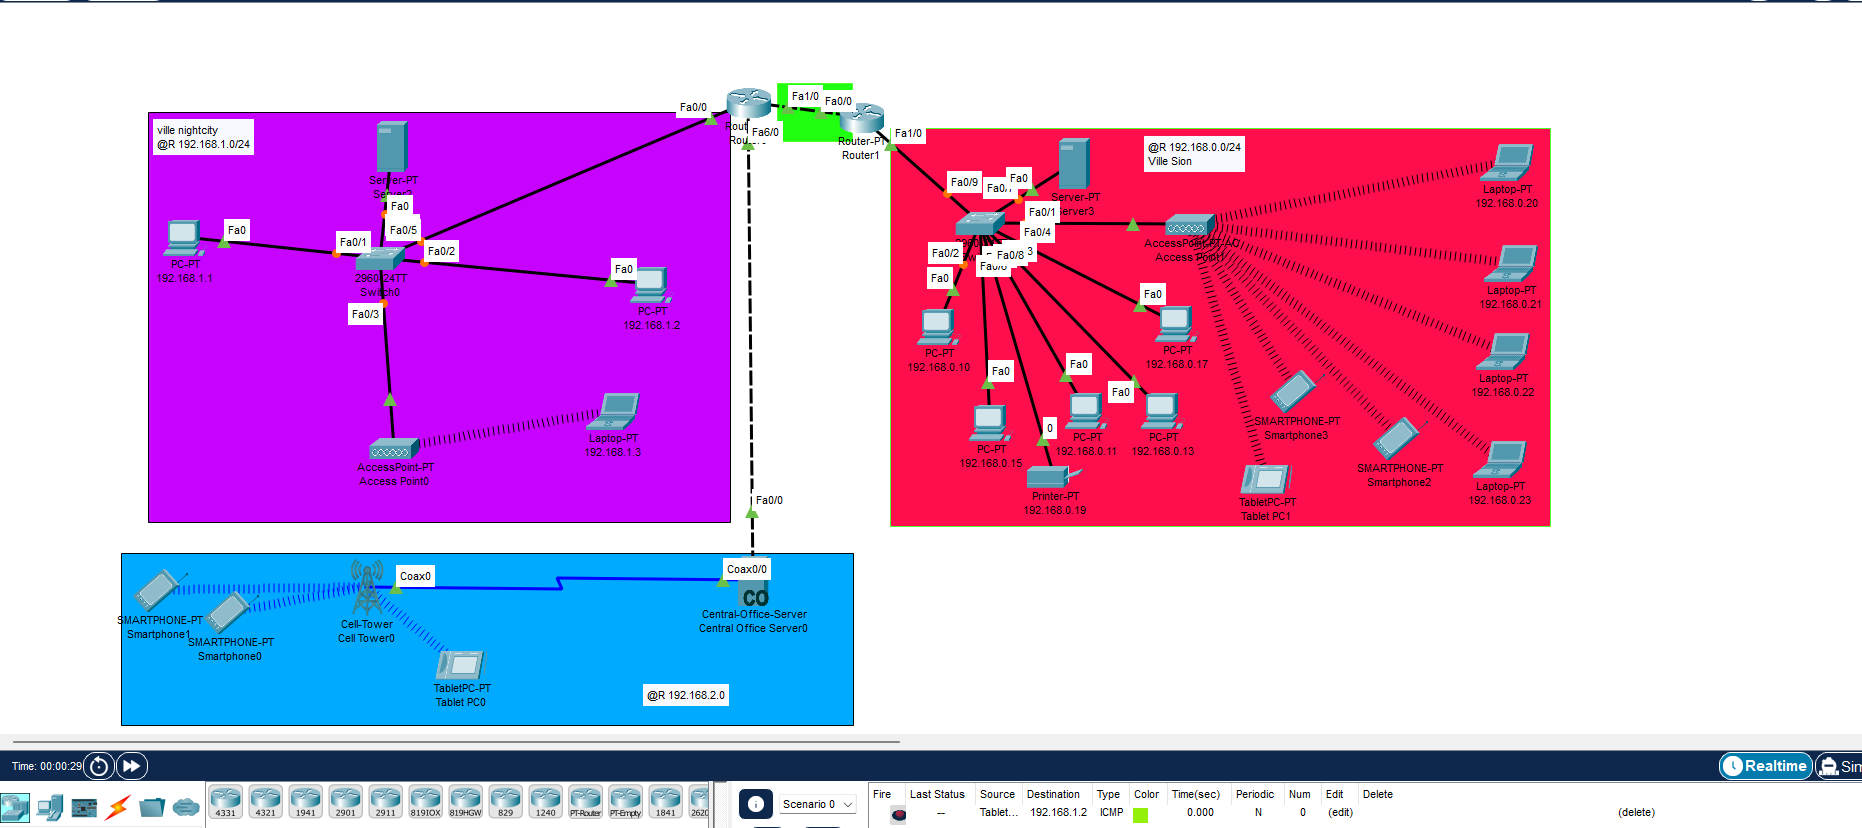 ville nightcity
@R 192.168.1.0/24
Server-PT
Fa0
Fa0/5
Fa0
PC-PT
192.168.1.1
Fa0/1
Fa0/2
2960-24TT
Switch0
Fa0/3
Fa0
PC-PT
192.168.1.2
Laptop-PT
192.168.1.3
AccessPoint-PT
Access Point0
Fa0/0
Fa6/0
Fa1/0
Fa0/0
Router-PT
Router1
Fa1/0
@R 192.168.0.0/24
Ville Sion
Fa0/9
Fa0
Server-PT
Server3
Fa0/1
Fa0/4
Fa0/2
Fa0/8
3
Fa0
PC-PT
192.168.0.10
Fa0
PC-PT
192.168.0.15
0
Printer-PT
192.168.0.19
Fa0
PC-PT
192.168.0.11
Fa0
PC-PT
192.168.0.13
Fa0
PC-PT
192.168.0.17
Access Point1
Laptop-PT
192.168.0.20
Laptop-PT
192.168.0.21
Laptop-PT
192.168.0.22
Laptop-PT
192.168.0.23
SMARTPHONE-PT
Smartphone3
SMARTPHONE-PT
Smartphone2
TabletPC-PT
Tablet PC1
Fa0/0
Coax0/0
CO
Central-Office-Server
Central Office Server0
Coax0
Cell-Tower
Cell Tower0
SMARTPHONE-PT
Smartphone1
SMARTPHONE-PT
Smartphone0
TabletPC-PT
Tablet PC0
@R 192.168.2.0
Time: 00:00:29
Realtime
Sim
4331
4321
1941
2901
2911
819IOX
819HGW
829
1240
PT-Router
PT-Empty
1841
2620
Scenario 0
Fire Last Status Source Destination Type Color Time(sec) Periodic Num Edit Delete
-- Tablet... 192.168.1.2 ICMP 0.000 N 0 (edit) (delete)